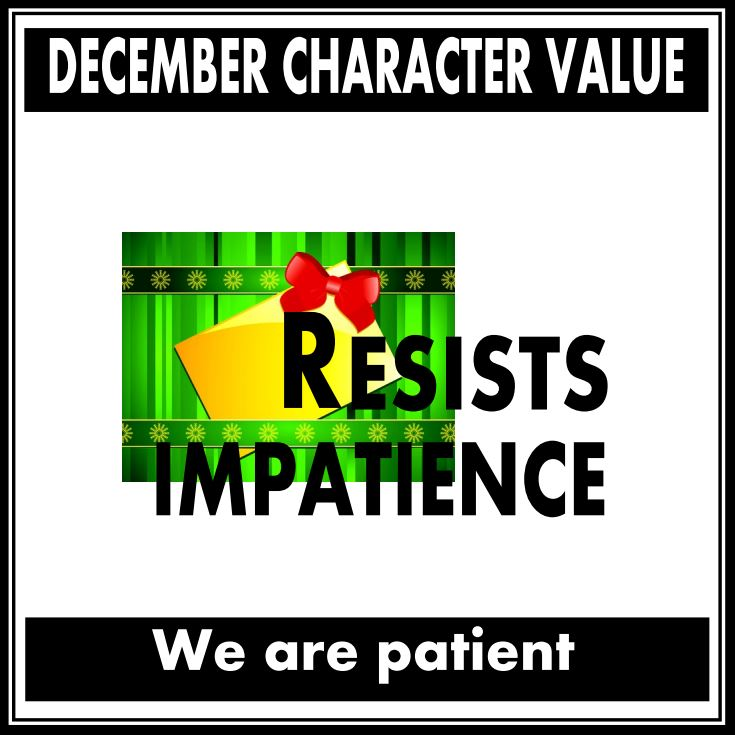 DECEMBER CHARACTER VALUE
RESISTS
IMPATIENCE
We are patient